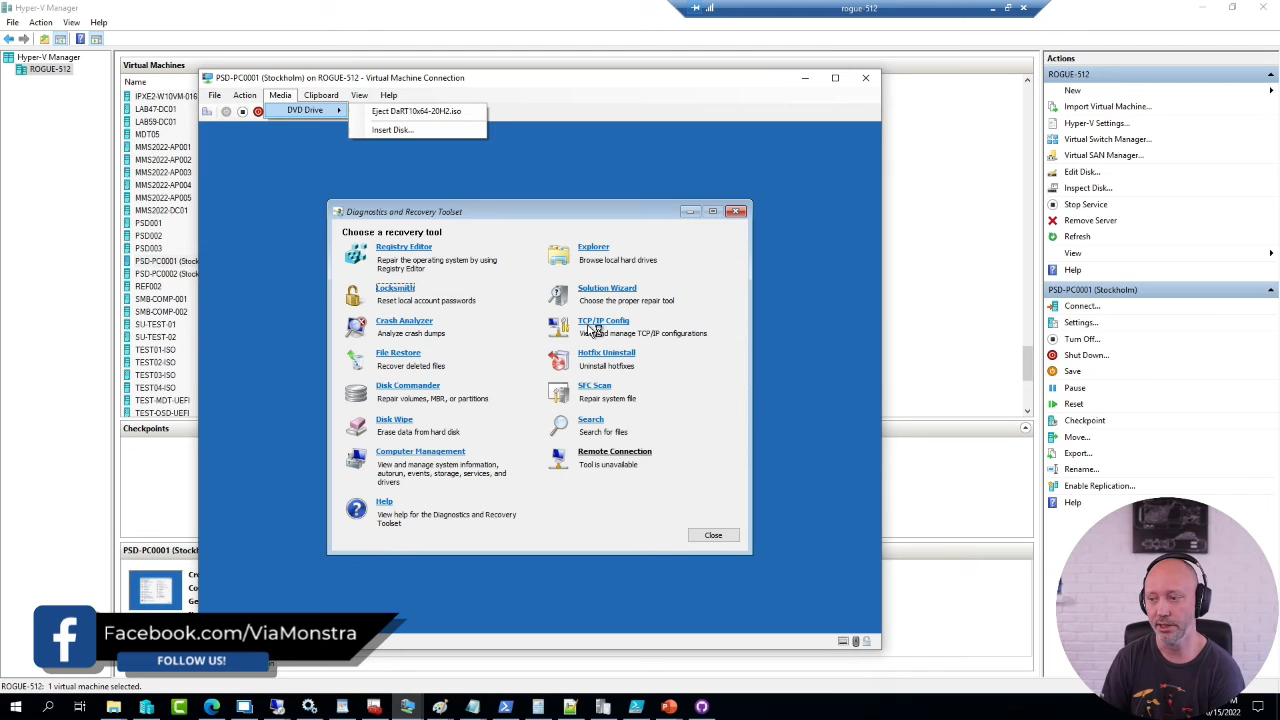 Hyper-V Manager
rogue-512
File Action View Help
Hyper-V Manager
ROGUE-512
Virtual Machines
Name
IPXE2-W10VM-016
LAB47-DC01
LAB59-DC01
MDT05
MMS2022-AP001
MMS2022-AP002
MMS2022-AP003
MMS2022-AP004
MMS2022-AP005
MMS2022-DC01
PSD001
PSD002
PSD003
PSD-PC0001 (Stock
PSD-PC0002 (Stock
REF002
SMB-COMP-001
SMB-COMP-002
SU-TEST-01
SU-TEST-02
TEST01-ISO
TEST02-ISO
TEST03-ISO
TEST04-ISO
TEST-MDT-UEFI
TEST-OSD-UEFI
Checkpoints
PSD-PC0001 (Stockh
PSD-PC0001 (Stockholm) on ROGUE-512 - Virtual Machine Connection
File Action Media Clipboard View Help
DVD Drive
Eject DaRT10x64-20H2.iso
Insert Disk...
Diagnostics and Recovery Toolset
Choose a recovery tool
Registry Editor
Repair the operating system by using
Registry Editor
Locksmith
Reset local account passwords
Crash Analyzer
Analyze crash dumps
File Restore
Recover deleted files
Disk Commander
Repair volumes, MBR, or partitions
Disk Wipe
Erase data from hard disk
Computer Management
View and manage system information,
autorun, events, storage, services, and
drivers
Help
View help for the Diagnostics and Recovery
Toolset
Explorer
Browse local hard drives
Solution Wizard
Choose the proper repair tool
TCP/IP Config
manage TCP/IP configurations
Hotfix Uninstall
Uninstall hotfixes
SFC Scan
Repair system file
Search
Search for files
Remote Connection
Tool is unavailable
Close
Actions
ROGUE-512
New
Import Virtual Machine...
Hyper-V Settings...
Virtual Switch Manager...
Virtual SAN Manager...
Edit Disk...
Inspect Disk...
Stop Service
Remove Server
Refresh
View
Help
PSD-PC0001 (Stockholm)
Connect...
Settings...
Turn Off...
Shut Down...
Save
Pause
Reset
Checkpoint
Move...
Export...
Rename...
Enable Replication...
Help
Facebook.com/ViaMonstra
FOLLOW US!
ROGUE-512: 1 virtual machine selected.
/15/2022